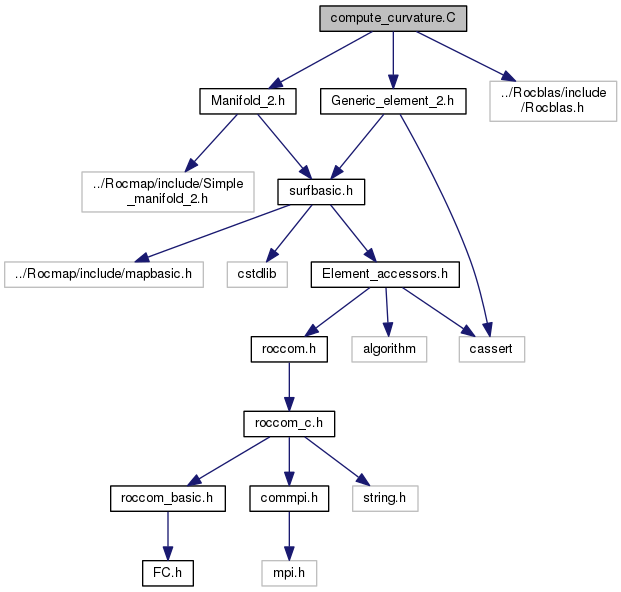 compute_curvature.C
Manifold_2.h
Generic_element_2.h
../Rocblas/include
/Rocblas.h
../Rocmap/include/Simple
_manifold_2.h
surfbasic.h
../Rocmap/include/mapbasic.h
cstdlib
Element_accessors.h
roccom.h
algorithm
cassert
roccom_c.h
roccom_basic.h
commpi.h
string.h
FC.h
mpi.h